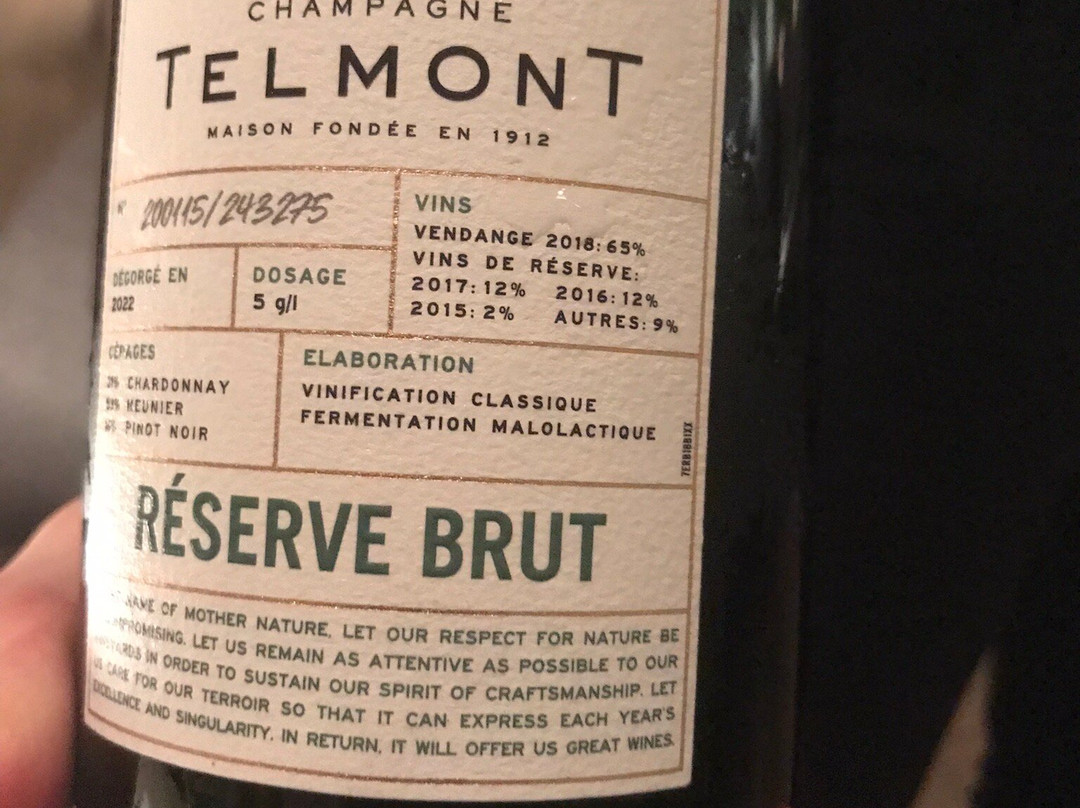 CHAMPAGNE
TELMONT
MAISON FONDÉE EN 1912
N° 200115/243275
DÉGORGÉ EN
2022
DOSAGE
5 g/l
VINS
VENDANGE 2018: 65%
VINS DE RÉSERVE:
2017: 12% 2016: 12%
2015: 2% AUTRES: 9%
CÉPAGES
CHARDONNAY
MEUNIER
PINOT NOIR
ELABORATION
VINIFICATION CLASSIQUE
FERMENTATION MALOLACTIQUE
RÉSERVE BRUT
NAME OF MOTHER NATURE, LET OUR RESPECT FOR NATURE BE
LET US REMAIN AS ATTENTIVE AS POSSIBLE TO OUR
IN ORDER TO SUSTAIN OUR SPIRIT OF CRAFTSMANSHIP. LET
US CARE FOR OUR TERROIR SO THAT IT CAN EXPRESS EACH YEAR'S
EXCELLENCE AND SINGULARITY. IN RETURN, IT WILL OFFER US GREAT WINES.